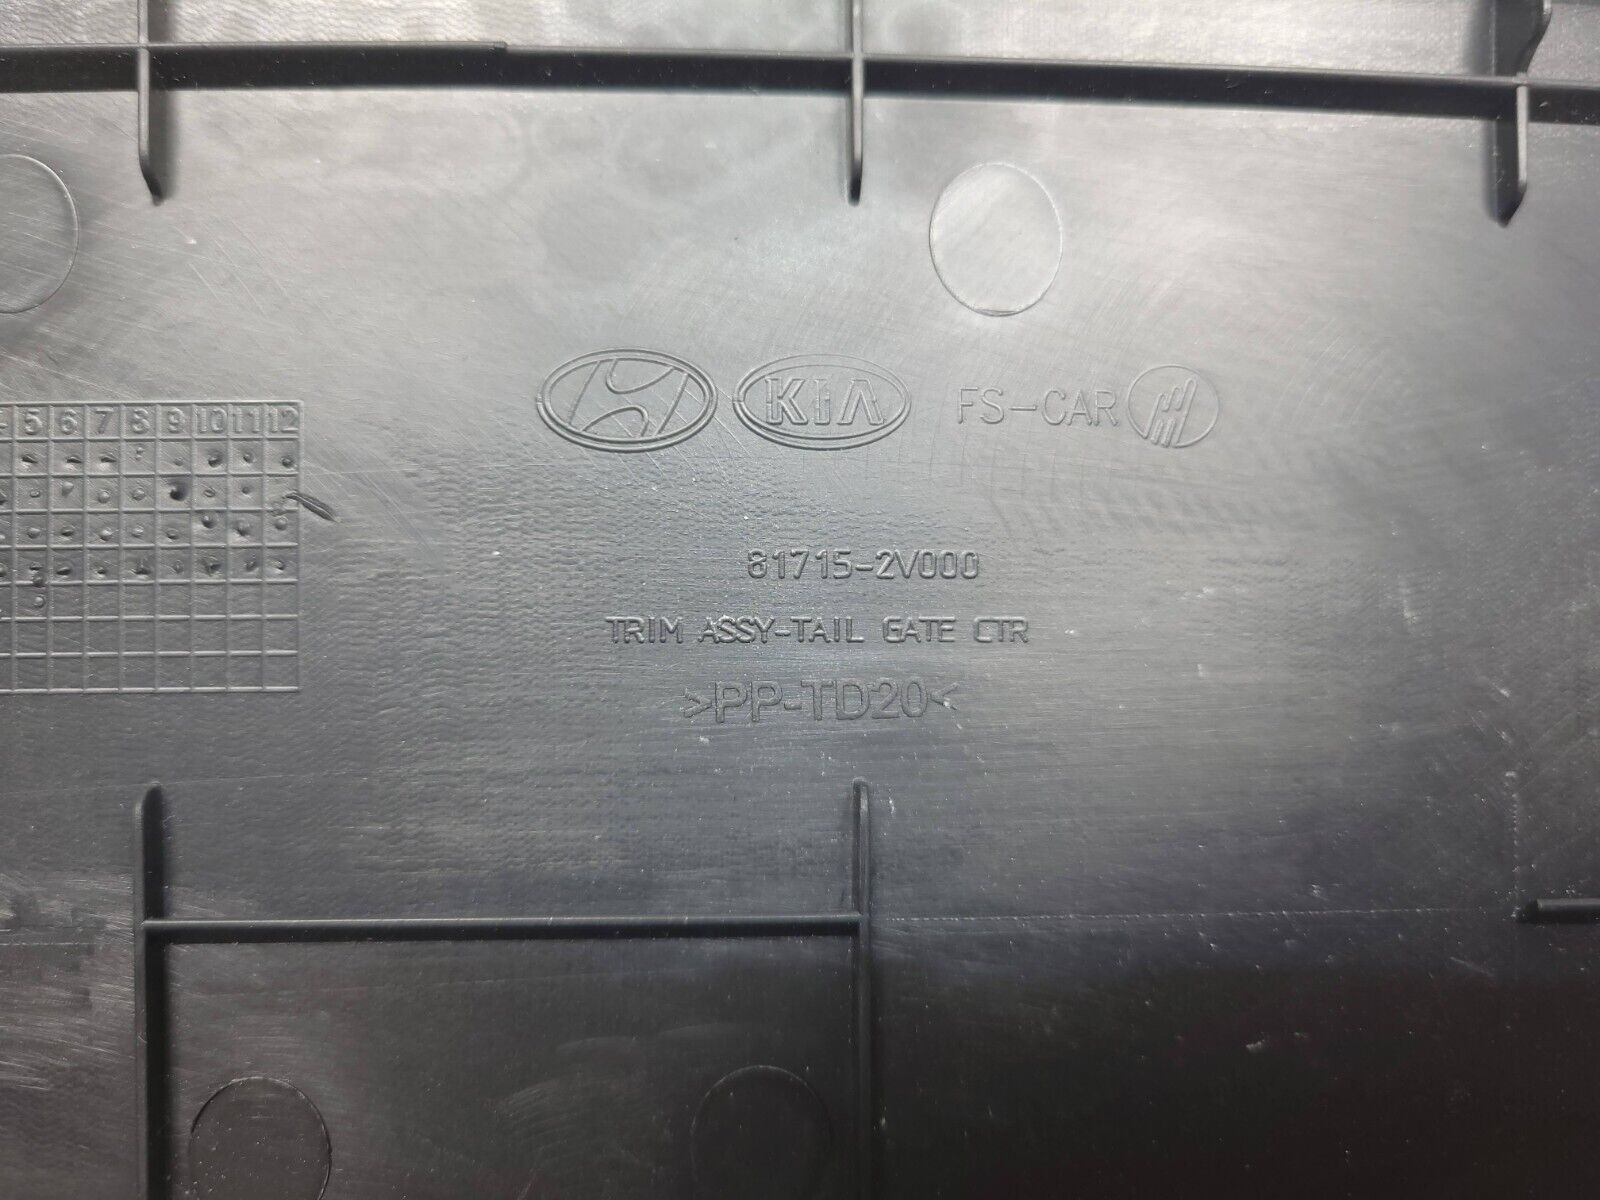 KIA FS-CAR
5 6 7 8 9 10 11 12
81715-2V000
TRIM ASSY-TAIL GATE CTR
>PP-TD20<